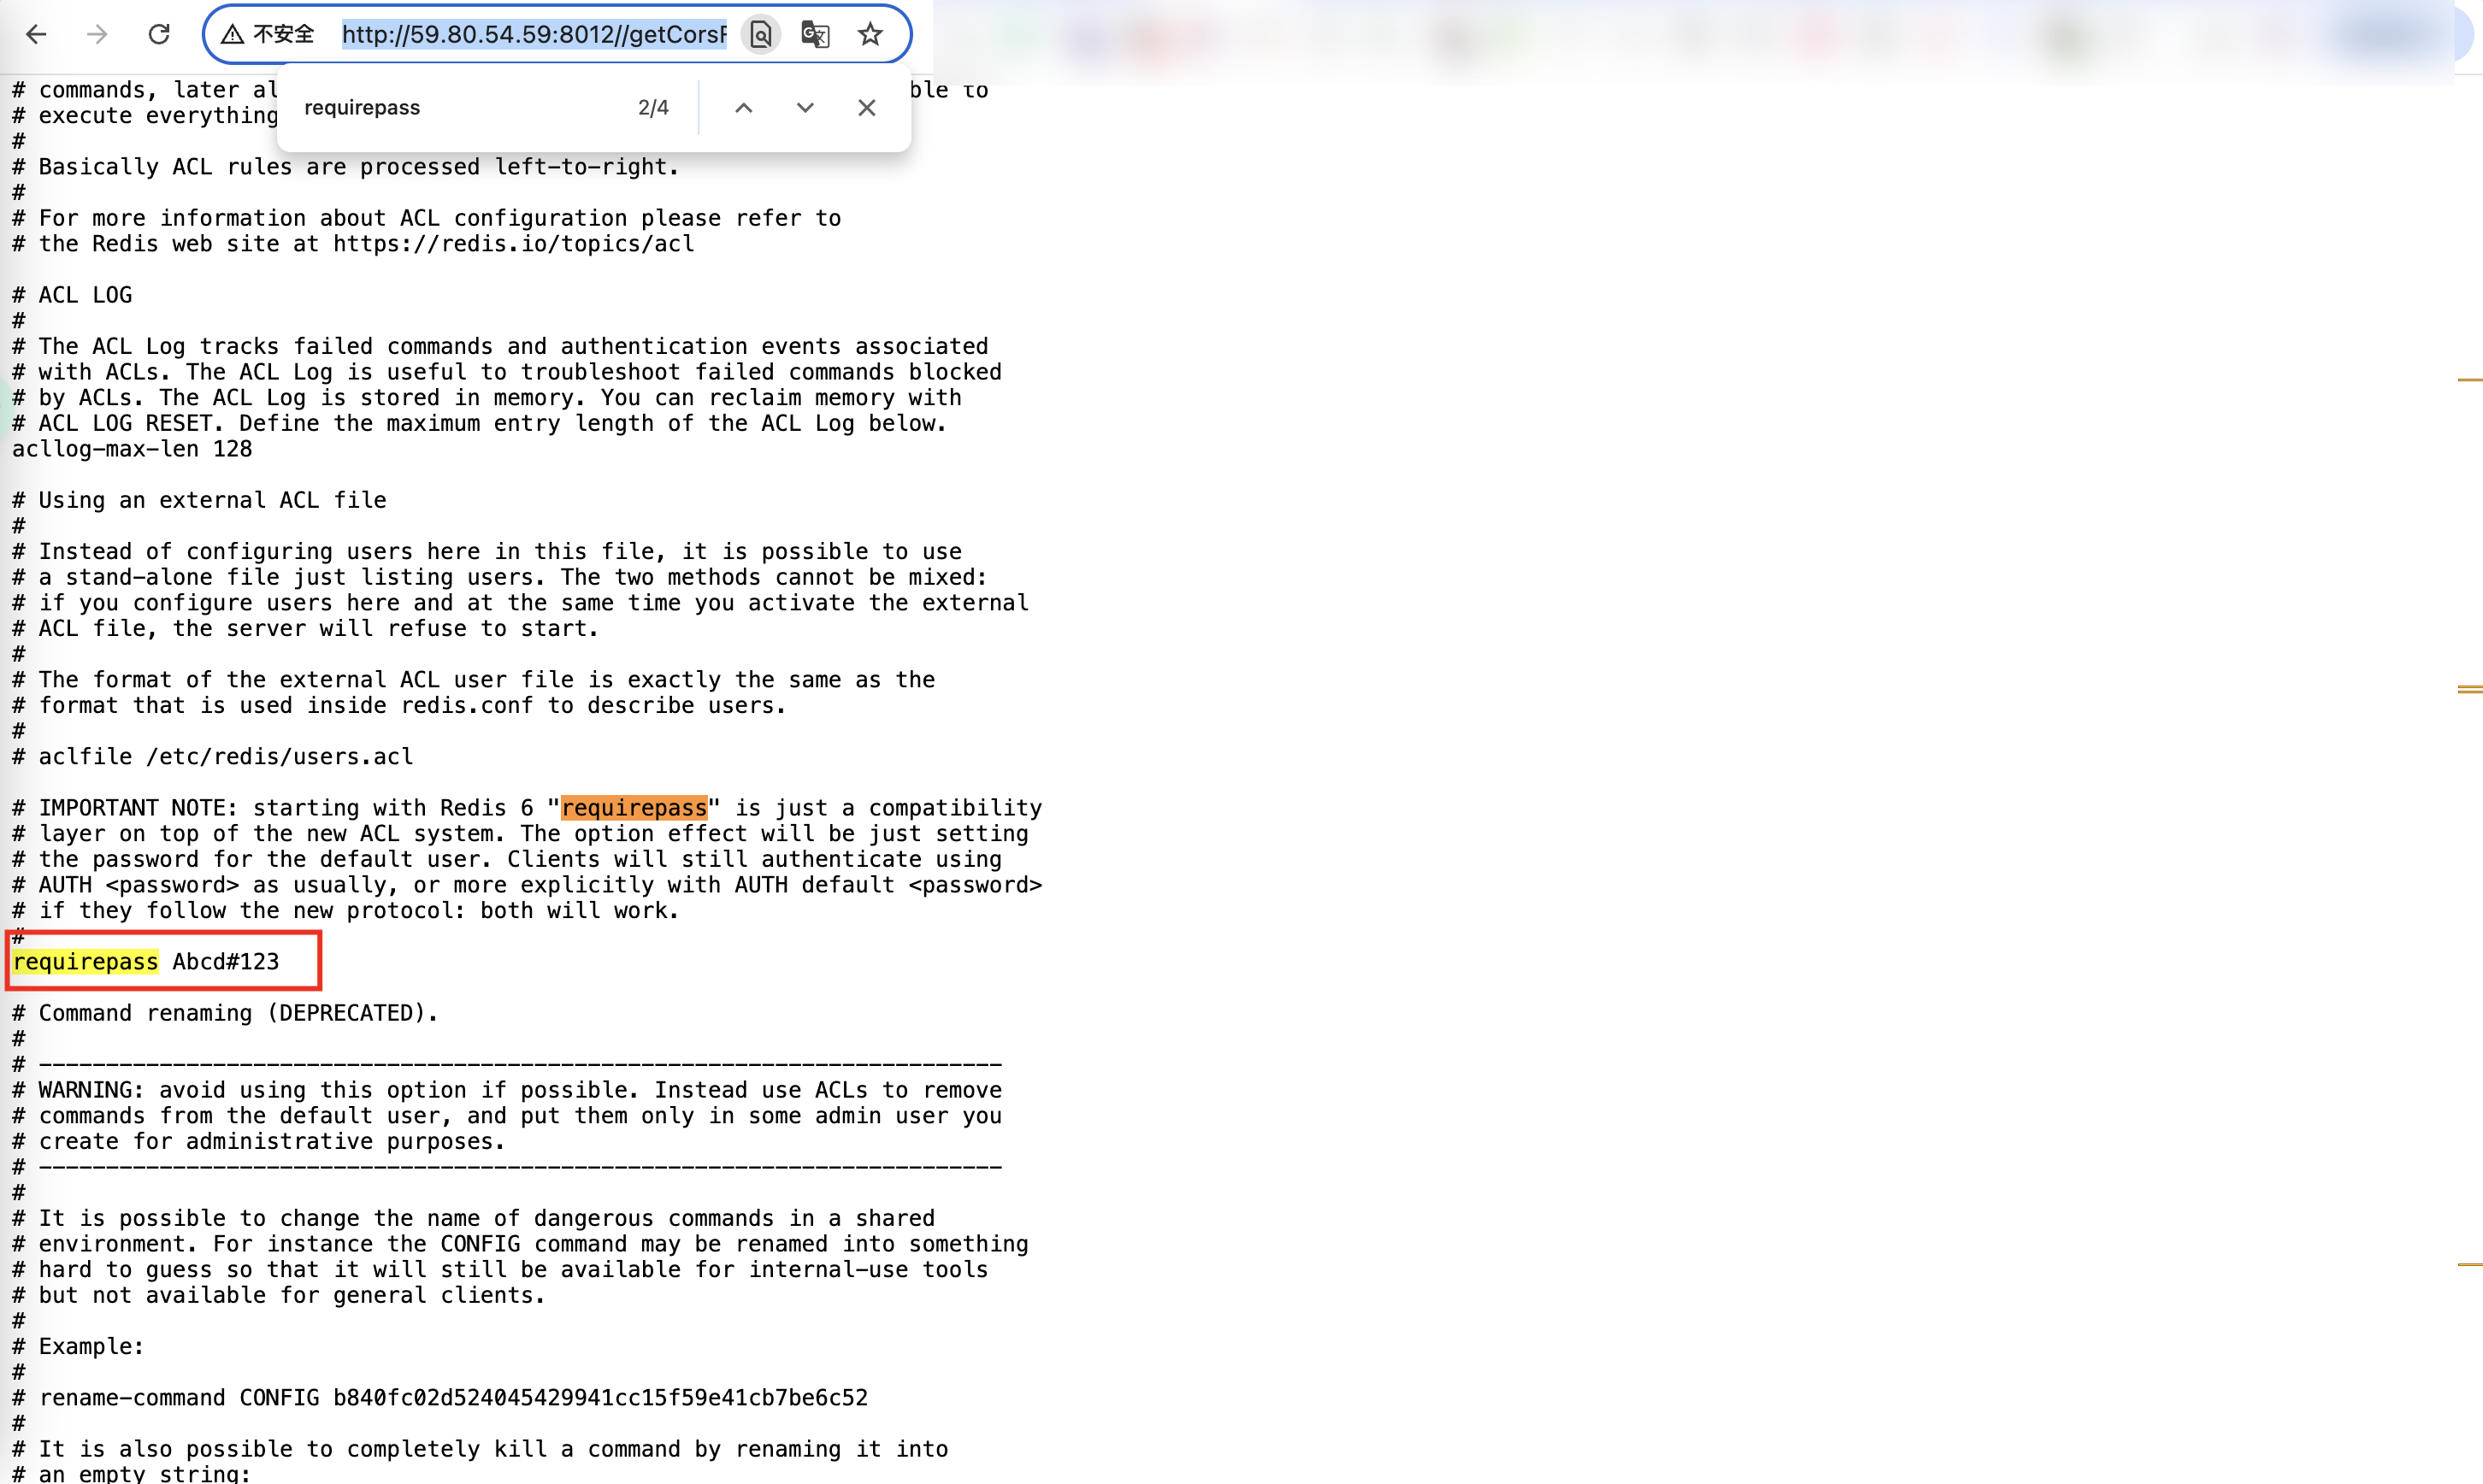 不安全 http://59.80.54.59:8012//getCorsF
requirepass 2/4
# commands, later al ble to
# execute everything
#
# Basically ACL rules are processed left-to-right.
#
# For more information about ACL configuration please refer to
# the Redis web site at https://redis.io/topics/acl
# ACL LOG
#
# The ACL Log tracks failed commands and authentication events associated
# with ACLs. The ACL Log is useful to troubleshoot failed commands blocked
# by ACLs. The ACL Log is stored in memory. You can reclaim memory with
# ACL LOG RESET. Define the maximum entry length of the ACL Log below.
acllog-max-len 128
# Using an external ACL file
#
# Instead of configuring users here in this file, it is possible to use
# a stand-alone file just listing users. The two methods cannot be mixed:
# if you configure users here and at the same time you activate the external
# ACL file, the server will refuse to start.
#
# The format of the external ACL user file is exactly the same as the
# format that is used inside redis.conf to describe users.
#
# aclfile /etc/redis/users.acl
# IMPORTANT NOTE: starting with Redis 6 "requirepass" is just a compatibility
# layer on top of the new ACL system. The option effect will be just setting
# the password for the default user. Clients will still authenticate using
# AUTH <password> as usually, or more explicitly with AUTH default <password>
# if they follow the new protocol: both will work.
#
requirepass Abcd#123
# Command renaming (DEPRECATED).
#
# ------------------------------------------------------------------------
# WARNING: avoid using this option if possible. Instead use ACLs to remove
# commands from the default user, and put them only in some admin user you
# create for administrative purposes.
# ------------------------------------------------------------------------
#
# It is possible to change the name of dangerous commands in a shared
# environment. For instance the CONFIG command may be renamed into something
# hard to guess so that it will still be available for internal-use tools
# but not available for general clients.
#
# Example:
#
# rename-command CONFIG b840fc02d524045429941cc15f59e41cb7be6c52
#
# It is also possible to completely kill a command by renaming it into
# an empty string: